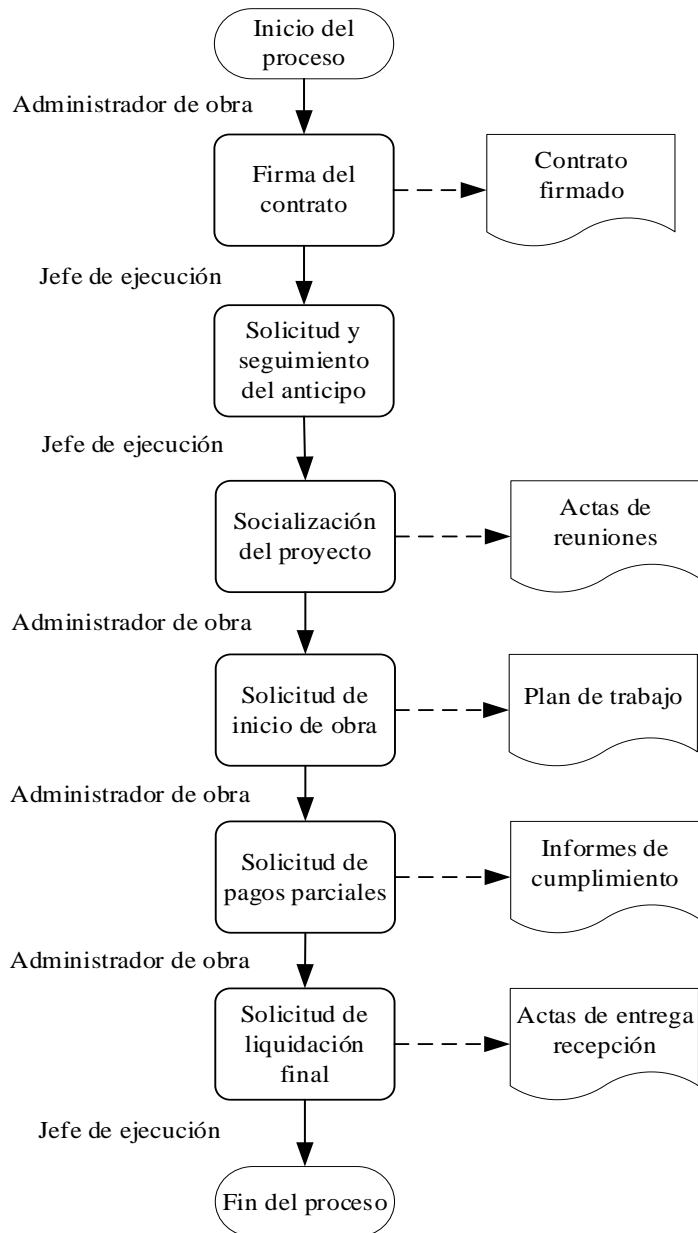 Inicio del
proceso
Administrador de obra
Firma del
contrato
Contrato
firmado
Jefe de ejecución
Solicitud y
seguimiento
del anticipo
Jefe de ejecución
Socialización
del proyecto
Actas de
reuniones
Administrador de obra
Solicitud de
inicio de obra
Plan de trabajo
Administrador de obra
Solicitud de
pagos parciales
Informes de
cumplimiento
Administrador de obra
Solicitud de
liquidación
final
Actas de entrega
recepción
Jefe de ejecución
Fin del proceso